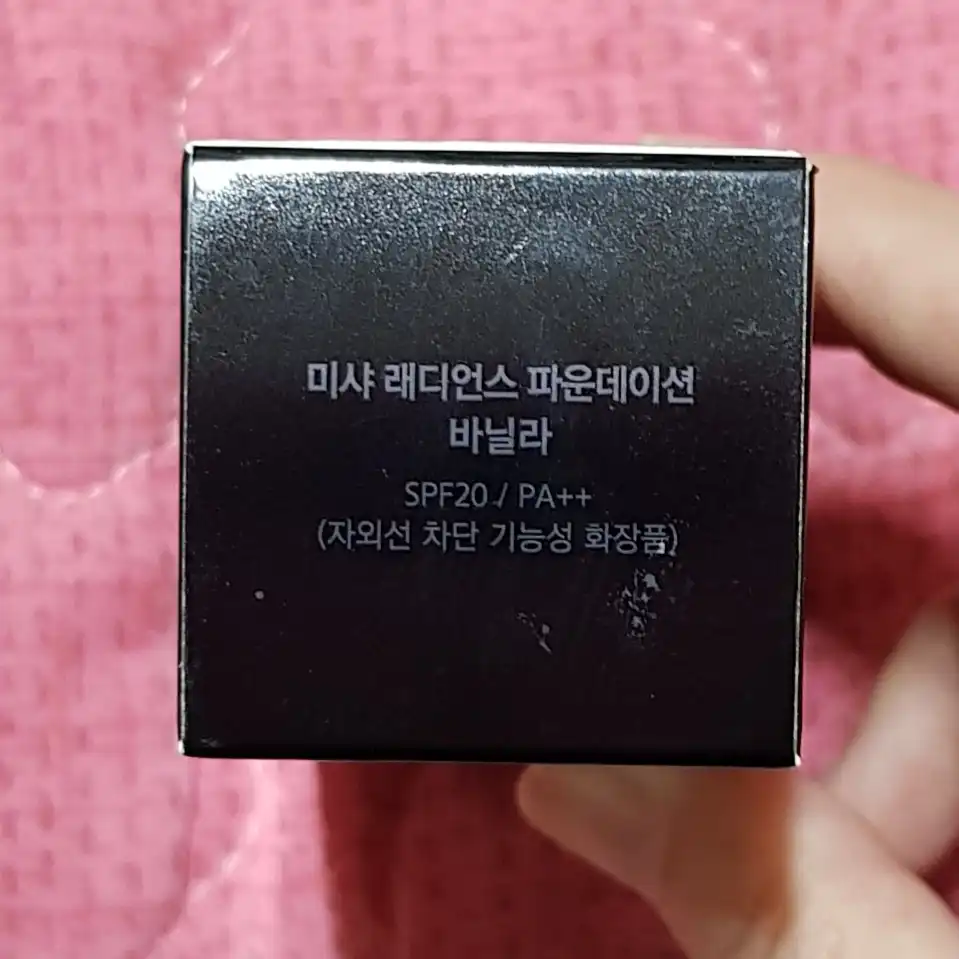 미샤 래디언스 파운데이션
바닐라
SPF20 / PA++
(자외선 차단 기능성 화장품)